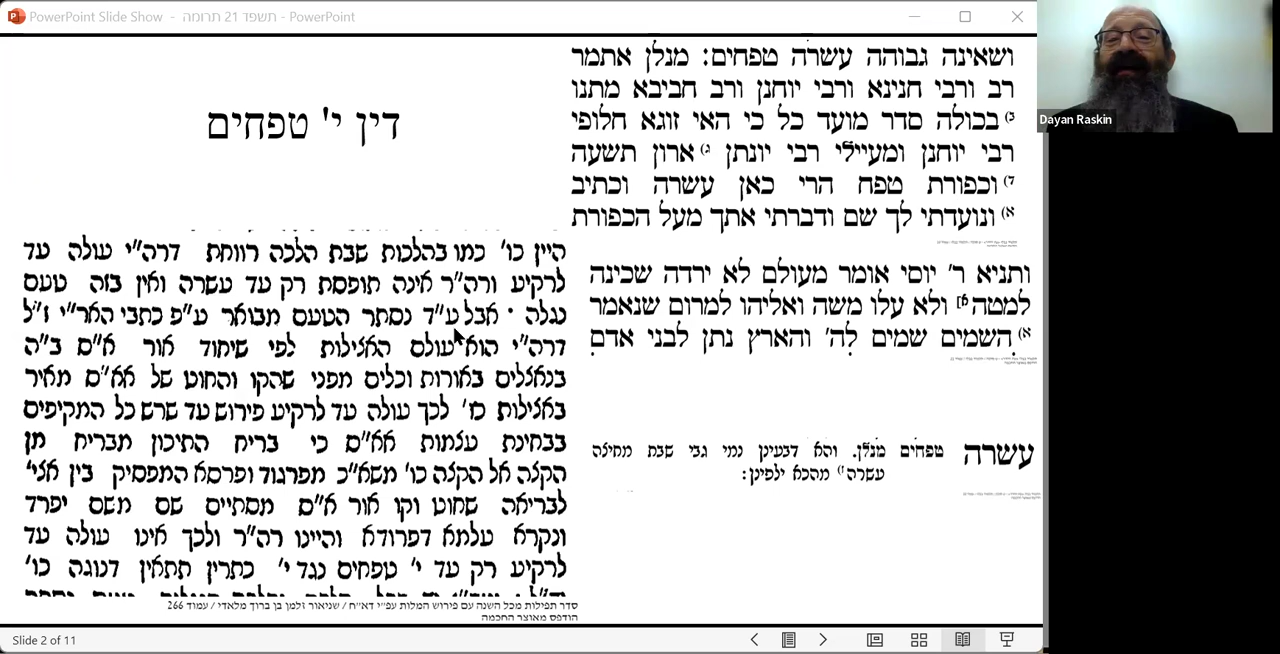 PowerPoint Slide Show - תשפד 21 תרומה - PowerPoint
Dayan Raskin
דין י' טפחים
ושאינה גבוהה עשרה טפחים: מנלן אתמר
רב ורבי חנינא ורבי יוחנן ורב חביבא מתנו
בכולה סדר מועד כל כי האי זוגא חלופי
רבי יוחנן ומעיילי רבי יונתן ארון תשעה
וכפורת טפח הרי כאן עשרה וכתיב
ונועדתי לך שם ודברתי אתך מעל הכפורת
ותניא ר' יוסי אומר מעולם לא ירדה שכינה
למטה ולא עלו משה ואליהו למרום שנאמר
השמים שמים לה' והארץ נתן לבני אדם
עשרה טפחים מנלן. והא דבעינן נמי גבי שבת מחיצה
עשרה מהכא ילפינן:
היין כו' כמו בהלכות שבת הלכה רווחת דרה"י עולה עד
לרקיע ורה"ר אינה תופסת רק עד עשרה ואין בזה טעם
נגלה · אבל ע"ד נסתר הטעם מבואר ע"פ כתבי האר"י ז"ל
דרה"י הוא עולם האצילות לפי שיחוד אור א"ס ב"ה
בנאצלים באורות וכלים מפני שהקו והחוט של אא"ס מאיר
באצילות כו' לכך עולה עד לרקיע פירוש עד שרש כל המקיפים
בבחינת עצמות אא"ס כי בריח התיכון מבריח מן
הקצה אל הקצה כו' משא"כ מפרגוד ופרסא המפסיק בין אצי'
לבריאה שחוט וקו אור א"ס מסתיים שם משם יפרד
ונקרא עלמא דפרודא והיינו רה"ר ולכך אינו עולה עד
לרקיע רק עד י' טפחים נגד י' כתרין תתאין דנוגה כו'
סדר תפילות מכל השנה עם פירוש המלות עפ"י דא"ח / שניאור זלמן בן ברוך מלאדי / עמוד 266
הודפס מאוצר החכמה
Slide 2 of 11